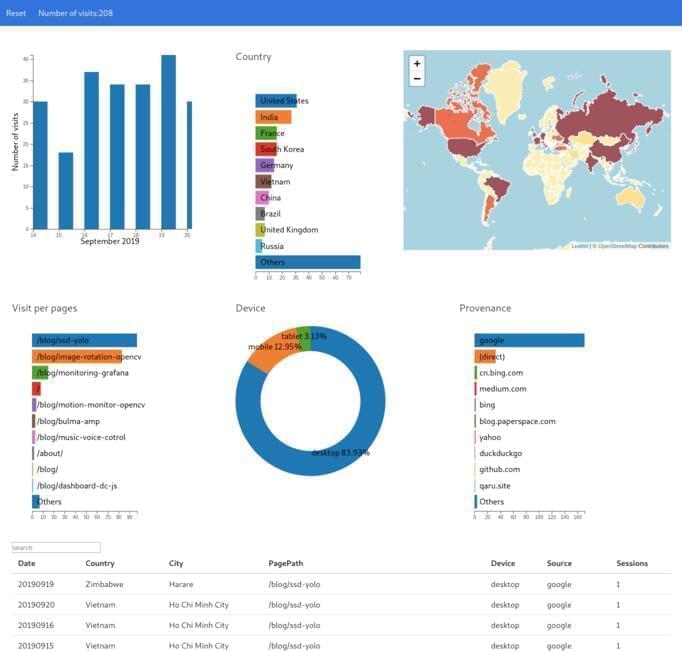 Reset Number of visits:208
Country
40
35
30
25
20
15
10
5
0
Number of visits
14 15 16 17 18 19 20
September 2019
United States
India
France
South Korea
Germany
Vietnam
China
Brazil
United Kingdom
Russia
Others
0 10 20 30 40 50 60 70
+
−
Leaflet | © OpenStreetMap Contributors
Visit per pages
/blog/ssd-yolo
/blog/image-rotation-opencv
/blog/monitoring-grafana
/
/blog/motion-monitor-opencv
/blog/bulma-amp
/blog/music-voice-cotrol
/about/
/blog/
/blog/dashboard-dc-js
Others
0 10 20 30 40 50 60 70 80 90
Device
tablet 3.13%
mobile 12.95%
desktop 83.93%
Provenance
google
(direct)
cn.bing.com
medium.com
bing
blog.paperspace.com
yahoo
duckduckgo
github.com
qaru.site
Others
0 20 40 60 80 100 120 140 160
search
Date Country City PagePath Device Source Sessions
20190919 Zimbabwe Harare /blog/ssd-yolo desktop google 1
20190920 Vietnam Ho Chi Minh City /blog/ssd-yolo desktop google 1
20190916 Vietnam Ho Chi Minh City /blog/ssd-yolo desktop google 1
20190915 Vietnam Ho Chi Minh City /blog/ssd-yolo desktop google 1